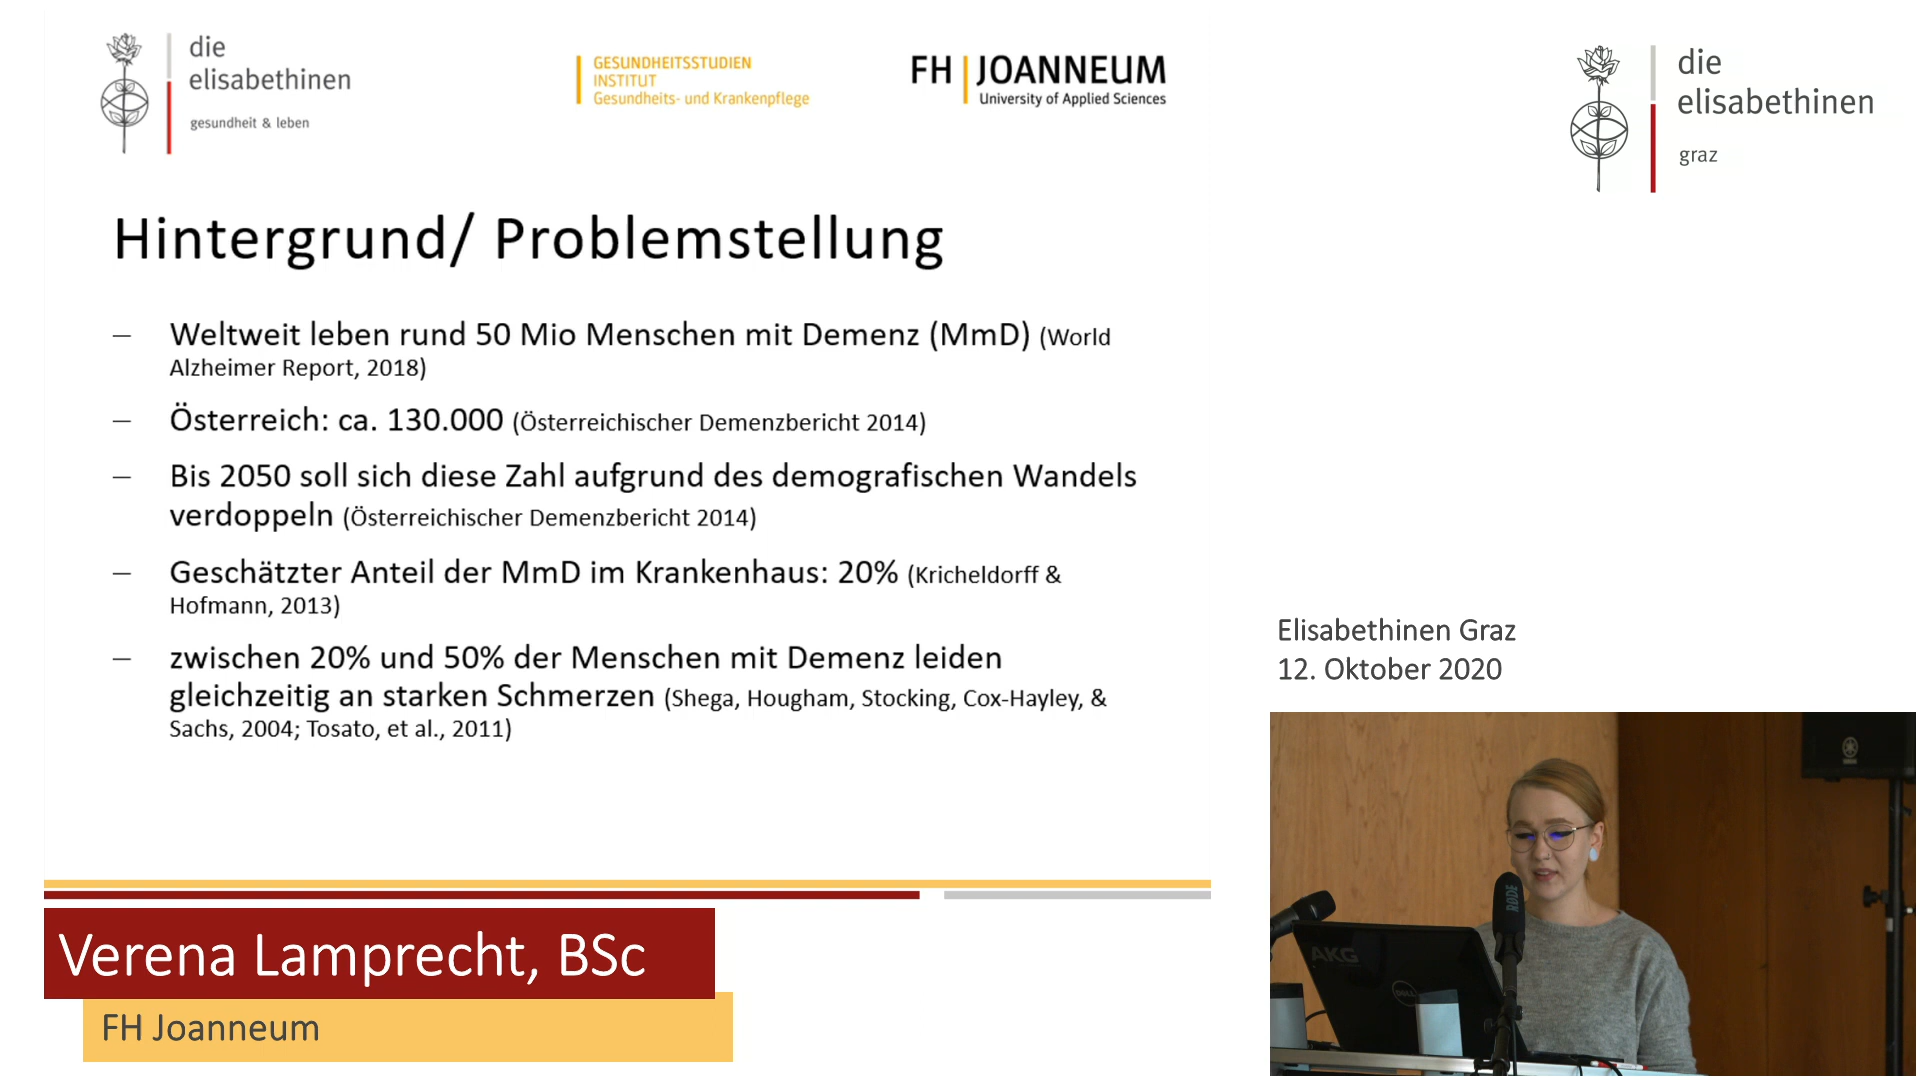 die
elisabethinen
gesundheit & leben
GESUNDHEITSSTUDIEN
INSTITUT
Gesundheits- und Krankenpflege
FH JOANNEUM
University of Applied Sciences
die
elisabethinen
graz
Hintergrund/ Problemstellung
– Weltweit leben rund 50 Mio Menschen mit Demenz (MmD) (World
Alzheimer Report, 2018)
– Österreich: ca. 130.000 (Österreichischer Demenzbericht 2014)
– Bis 2050 soll sich diese Zahl aufgrund des demografischen Wandels
verdoppeln (Österreichischer Demenzbericht 2014)
– Geschätzter Anteil der MmD im Krankenhaus: 20% (Kricheldorff &
Hofmann, 2013)
– zwischen 20% und 50% der Menschen mit Demenz leiden
gleichzeitig an starken Schmerzen (Shega, Hougham, Stocking, Cox-Hayley, &
Sachs, 2004; Tosato, et al., 2011)
Elisabethinen Graz
12. Oktober 2020
RØDE
AKG
DELL
Verena Lamprecht, BSc
FH Joanneum